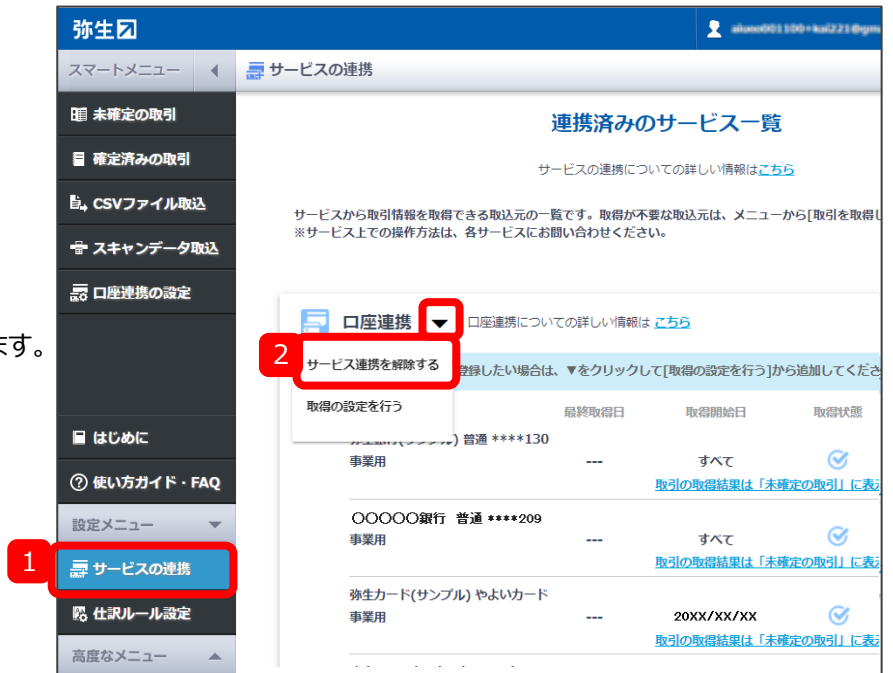 弥生
スマートメニュー
サービスの連携
未確定の取引
確定済みの取引
CSVファイル取込
スキャンデータ取込
口座連携の設定
ます。
はじめに
使い方ガイド・FAQ
設定メニュー
1
サービスの連携
仕訳ルール設定
高度なメニュー
連携済みのサービス一覧
サービスの連携についての詳しい情報はこちら
サービスから取引情報を取得できる取込元の一覧です。取得が不要な取込元は、メニューから[取引を取得し
※サービス上での操作方法は、各サービスにお問い合わせください。
口座連携 ▼ 口座連携についての詳しい情報は こちら
2
サービス連携を解除する
登録したい場合は、▼をクリックして[取得の設定を行う]から追加してくださ
取得の設定を行う
最終取得日 取得開始日 取得状態
普通 ****130
事業用 --- すべて
取引の取得結果は「未確定の取引」に表
〇〇〇〇〇銀行 普通 ****209
事業用 --- すべて
取引の取得結果は「未確定の取引」に表
弥生カード(サンプル) やよいカード
事業用 --- 20XX/XX/XX
取引の取得結果は「未確定の取引」に表